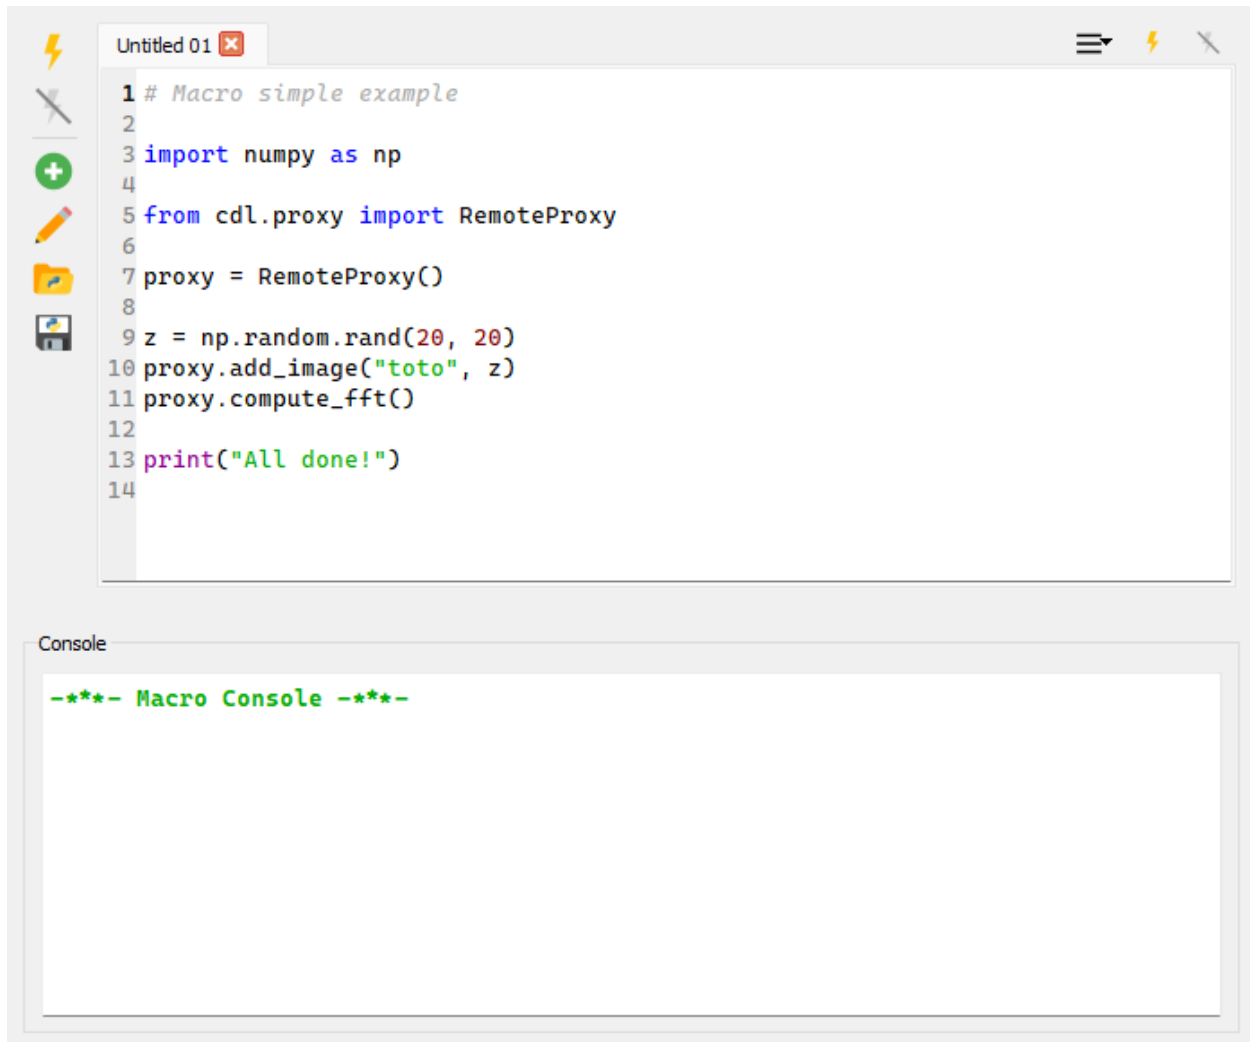 Untitled 01
1 # Macro simple example
2
3 import numpy as np
4
5 from cdl.proxy import RemoteProxy
6
7 proxy = RemoteProxy()
8
9 z = np.random.rand(20, 20)
10 proxy.add_image("toto", z)
11 proxy.compute_fft()
12
13 print("All done!")
14
Console
-***- Macro Console -***-